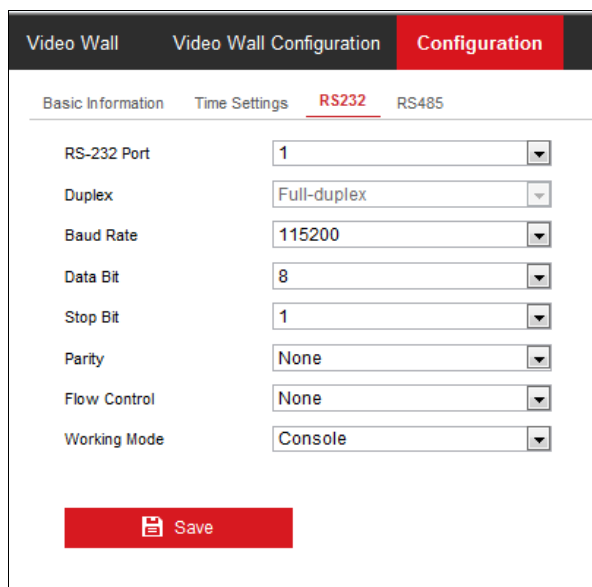 Video Wall Video Wall Configuration Configuration
Basic Information Time Settings RS232 RS485
RS-232 Port 1
Duplex Full-duplex
Baud Rate 115200
Data Bit 8
Stop Bit 1
Parity None
Flow Control None
Working Mode Console
Save